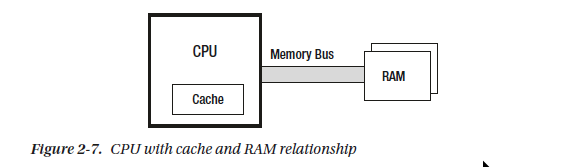 CPU
Memory Bus
RAM
Cache
Figure 2-7. CPU with cache and RAM relationship